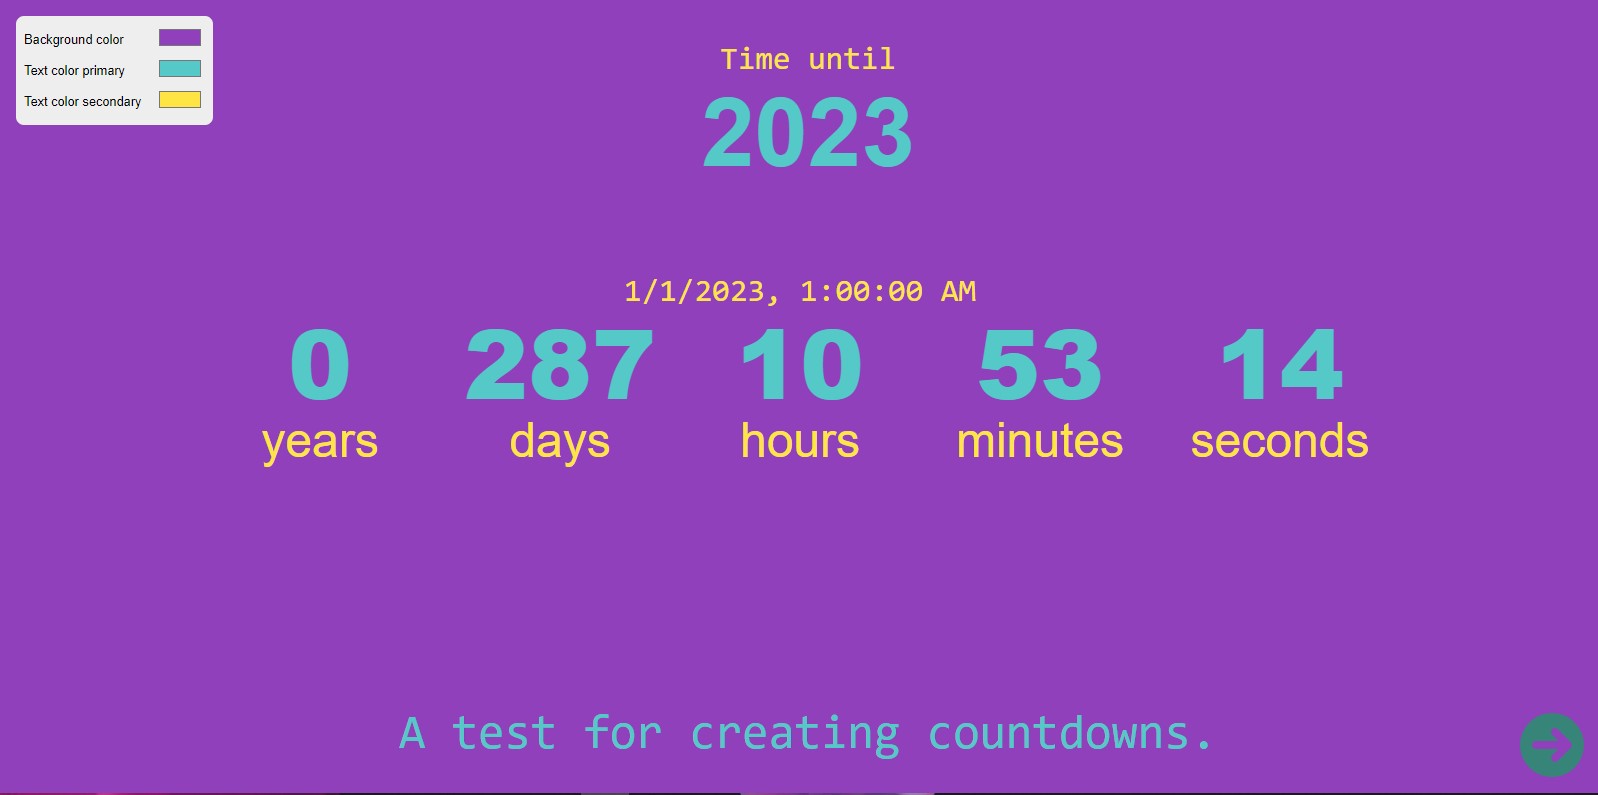 Background color
Text color primary
Text color secondary
Time until
2023
1/1/2023, 1:00:00 AM
0 287 10 53 14
years days hours minutes seconds
A test for creating countdowns.